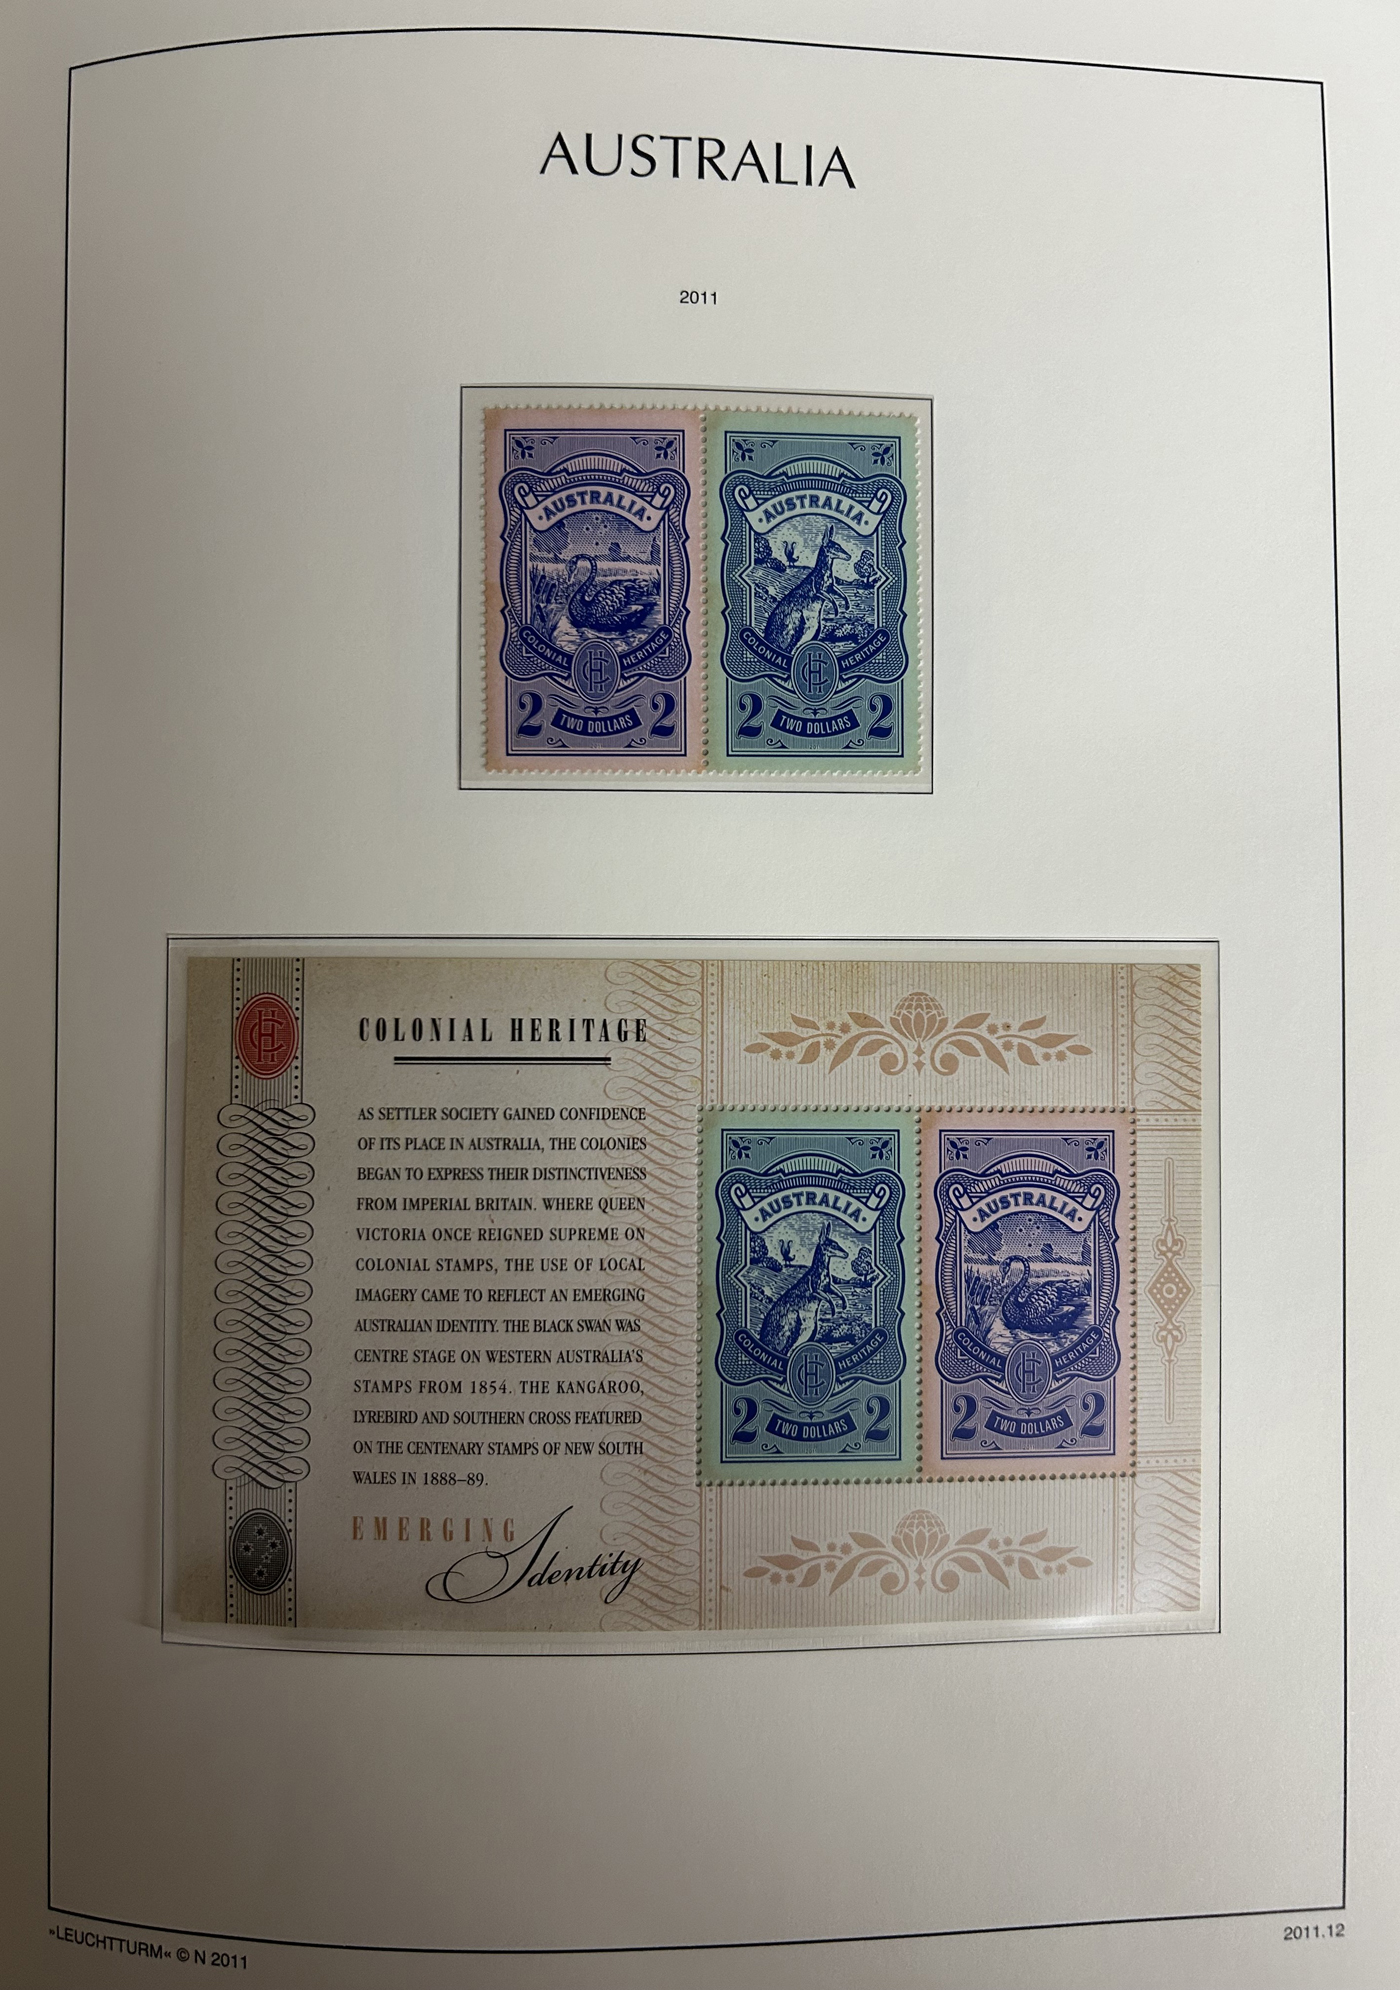 AUSTRALIA
2011
AUSTRALIA
COLONIAL HERITAGE
CH
2 TWO DOLLARS 2
AUSTRALIA
COLONIAL HERITAGE
CH
2 TWO DOLLARS 2
CH
COLONIAL HERITAGE
AS SETTLER SOCIETY GAINED CONFIDENCE
OF ITS PLACE IN AUSTRALIA, THE COLONIES
BEGAN TO EXPRESS THEIR DISTINCTIVENESS
FROM IMPERIAL BRITAIN. WHERE QUEEN
VICTORIA ONCE REIGNED SUPREME ON
COLONIAL STAMPS, THE USE OF LOCAL
IMAGERY CAME TO REFLECT AN EMERGING
AUSTRALIAN IDENTITY. THE BLACK SWAN WAS
CENTRE STAGE ON WESTERN AUSTRALIA'S
STAMPS FROM 1854. THE KANGAROO,
LYREBIRD AND SOUTHERN CROSS FEATURED
ON THE CENTENARY STAMPS OF NEW SOUTH
WALES IN 1888–89.
EMERGING
Identity
AUSTRALIA
COLONIAL HERITAGE
CH
2 TWO DOLLARS 2
AUSTRALIA
COLONIAL HERITAGE
CH
2 TWO DOLLARS 2
»LEUCHTTURM« © N 2011
2011.12